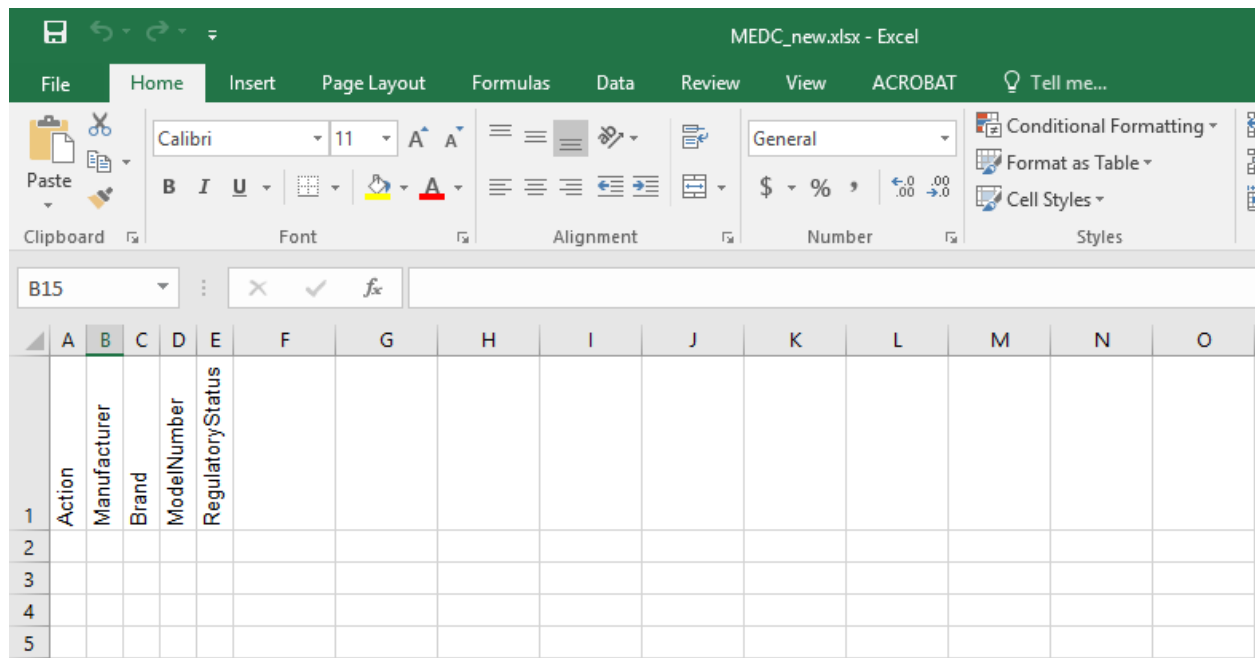 MEDC_new.xlsx - Excel
File Home Insert Page Layout Formulas Data Review View ACROBAT Tell me...
Paste
Calibri 11 A A General Conditional Formatting
B I U A $ % , .00 .0 Format as Table
Cell Styles
Clipboard Font Alignment Number Styles
B15 fx
A B C D E F G H I J K L M N O
1 Action Manufacturer Brand ModelNumber RegulatoryStatus
2
3
4
5